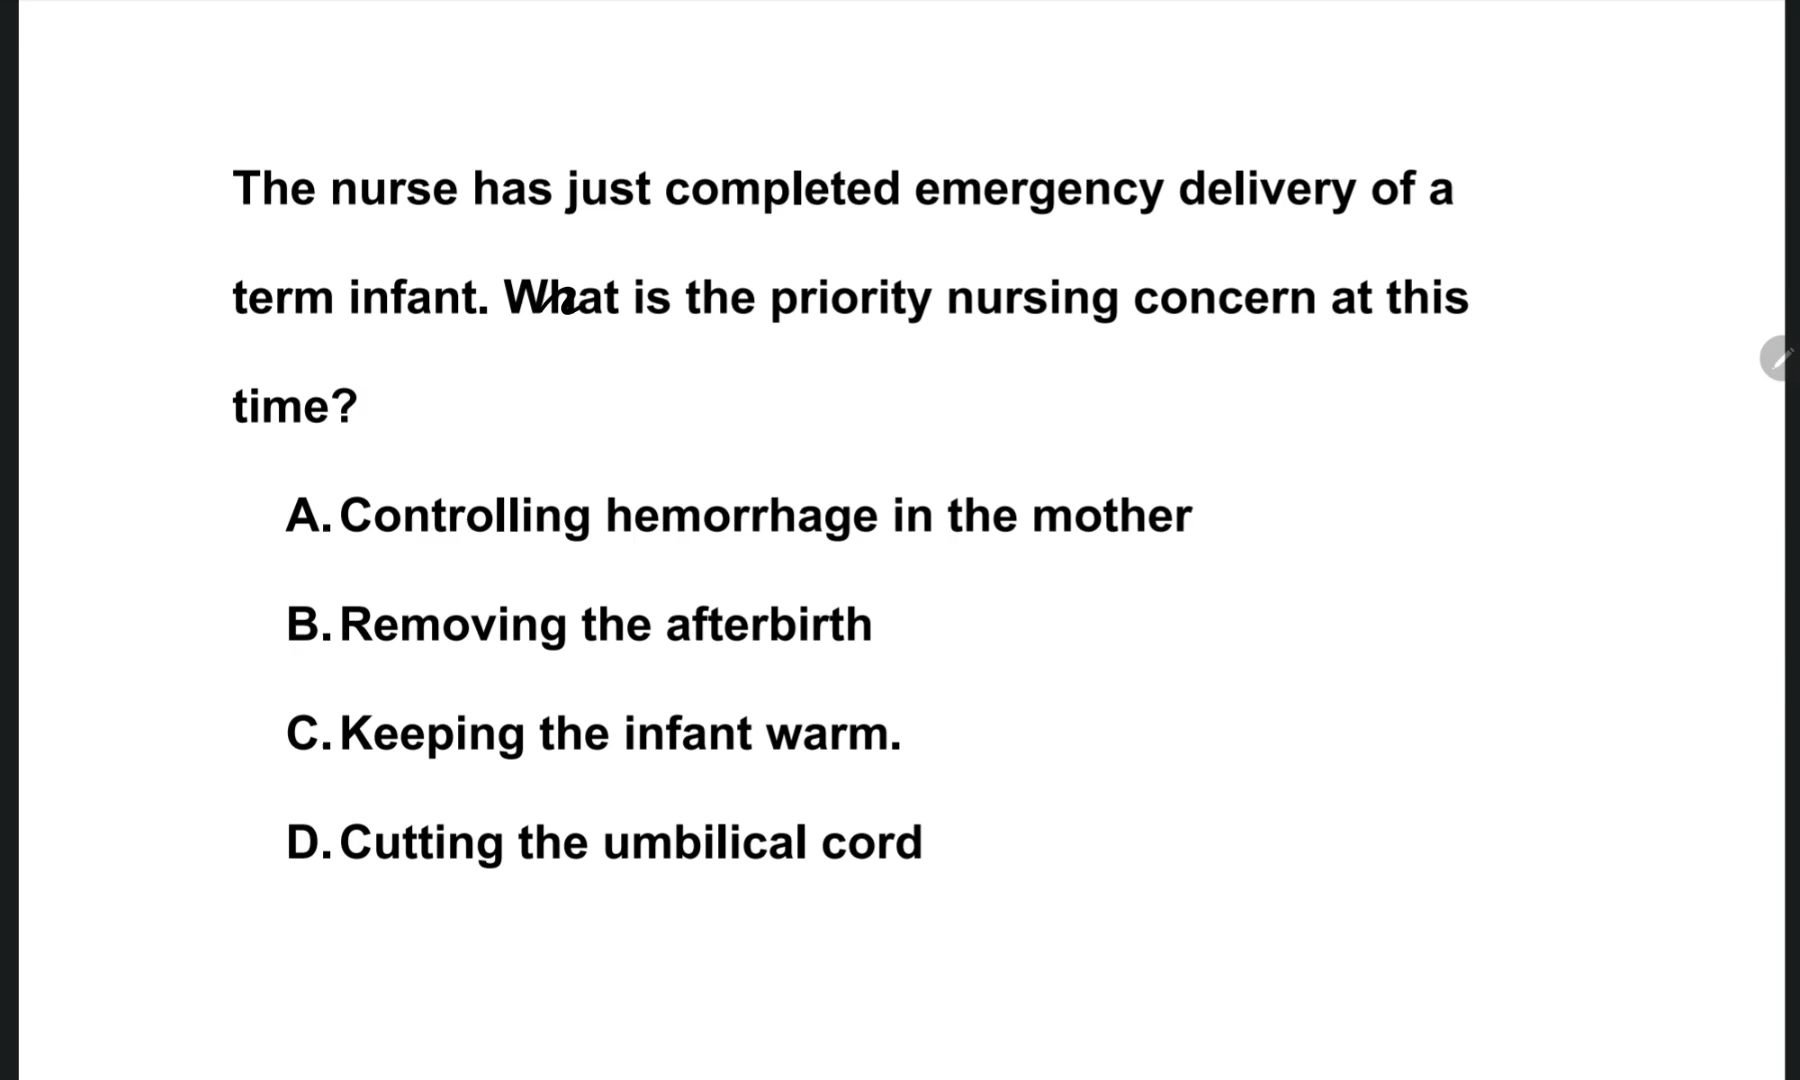 The nurse has just completed emergency delivery of a
term infant. What is the priority nursing concern at this
time?
A. Controlling hemorrhage in the mother
B. Removing the afterbirth
C. Keeping the infant warm.
D. Cutting the umbilical cord